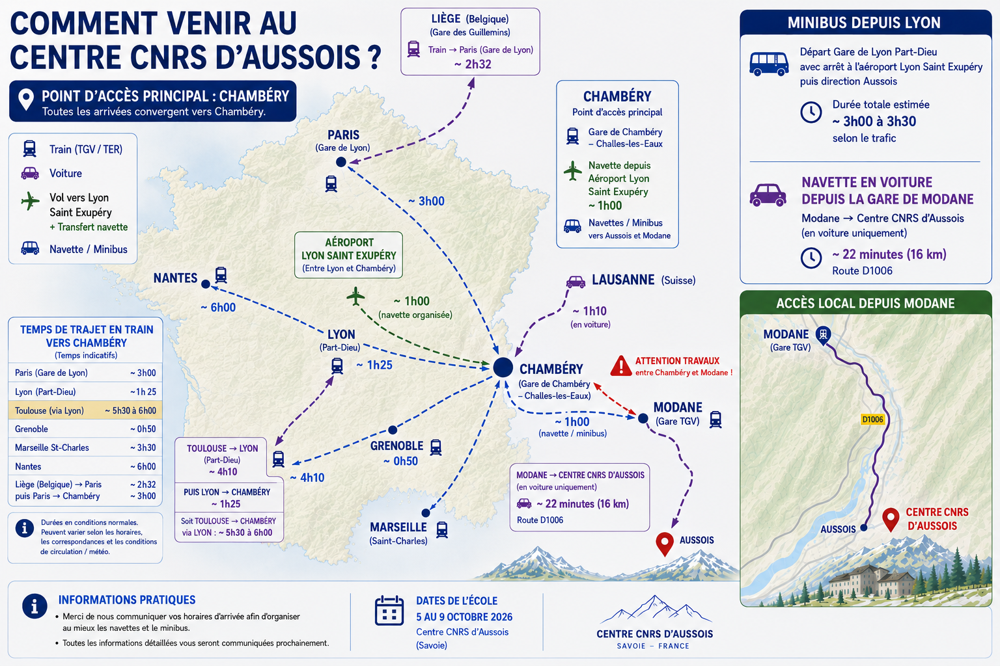 COMMENT VENIR AU
CENTRE CNRS D'AUSSOIS ?
POINT D'ACCÈS PRINCIPAL : CHAMBÉRY
Toutes les arrivées convergent vers Chambéry.
Train (TGV / TER)
Voiture
Vol vers Lyon
Saint Exupéry
+ Transfert navette
Navette / Minibus
LIÈGE (Belgique)
(Gare des Guillemins)
Train → Paris (Gare de Lyon)
~ 2h32
PARIS
(Gare de Lyon)
~ 3h00
AÉROPORT
LYON SAINT EXUPÉRY
(Entre Lyon et Chambéry)
~ 1h00
(navette organisée)
NANTES
~ 6h00
LYON
(Part-Dieu)
~ 1h25
CHAMBÉRY
Point d'accès principal
Gare de Chambéry
– Challes-les-Eaux
Navette depuis
Aéroport Lyon
Saint Exupéry
~ 1h00
Navettes / Minibus
vers Aussois et Modane
LAUSANNE (Suisse)
~ 1h10
(en voiture)
CHAMBÉRY
(Gare de Chambéry
– Challes-les-Eaux)
ATTENTION TRAVAUX
entre Chambéry et Modane !
MODANE
(Gare TGV)
~ 1h00
(navette / minibus)
GRENOBLE
~ 0h50
~ 4h10
MARSEILLE
(Saint-Charles)
MODANE → CENTRE CNRS D'AUSSOIS
(en voiture uniquement)
~ 22 minutes (16 km)
Route D1006
AUSSOIS
TEMPS DE TRAJET EN TRAIN
VERS CHAMBÉRY
(Temps indicatifs)
Paris (Gare de Lyon) ~ 3h00
Lyon (Part-Dieu) ~1h 25
Toulouse (via Lyon) ~ 5h30 à 6h00
Grenoble ~ 0h50
Marseille St-Charles ~ 3h30
Nantes ~ 6h00
Liège (Belgique) → Paris ~ 2h32
puis Paris → Chambéry ~ 3h00
Durées en conditions normales.
Peuvent varier selon les horaires,
les correspondances et les conditions
de circulation / météo.
TOULOUSE → LYON
(Part-Dieu)
~ 4h10
PUIS LYON → CHAMBÉRY
~ 1h25
Soit TOULOUSE → CHAMBÉRY
via LYON : ~ 5h30 à 6h00
MINIBUS DEPUIS LYON
Départ Gare de Lyon Part-Dieu
avec arrêt à l'aéroport Lyon Saint Exupéry
puis direction Aussois
Durée totale estimée
~ 3h00 à 3h30
selon le trafic
NAVETTE EN VOITURE
DEPUIS LA GARE DE MODANE
Modane → Centre CNRS d'Aussois
(en voiture uniquement)
~ 22 minutes (16 km)
Route D1006
ACCÈS LOCAL DEPUIS MODANE
MODANE
(Gare TGV)
D1006
AUSSOIS
CENTRE CNRS
D'AUSSOIS
INFORMATIONS PRATIQUES
• Merci de nous communiquer vos horaires d'arrivée afin d'organiser
au mieux les navettes et le minibus.
• Toutes les informations détaillées vous seront communiquées prochainement.
DATES DE L'ÉCOLE
5 AU 9 OCTOBRE 2026
Centre CNRS d'Aussois
(Savoie)
CENTRE CNRS D'AUSSOIS
SAVOIE – FRANCE